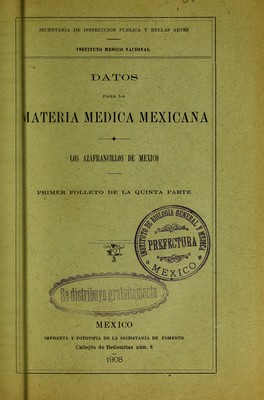 SECRETARIA DE INSTRUCCION PUBLICA Y BELLAS ARTES
INSTITUTO MEDICO NACIONAL
DATOS
PARA LA
MATERIA MEDICA MEXICANA
LOS AZAFRANCILLOS DE MEXICO
PRIMER FOLLETO DE LA QUINTA PARTE
INSTITUTO DE BIOLOGIA GENERAL Y MEDICA
PREFECTURA
MEXICO
Se distribuye gratuitamente
MEXICO
IMPRENTA Y FOTOTIPIA DE LA SECRETARIA DE FOMENTO
Callejón de Betlemitas núm. 8
1908